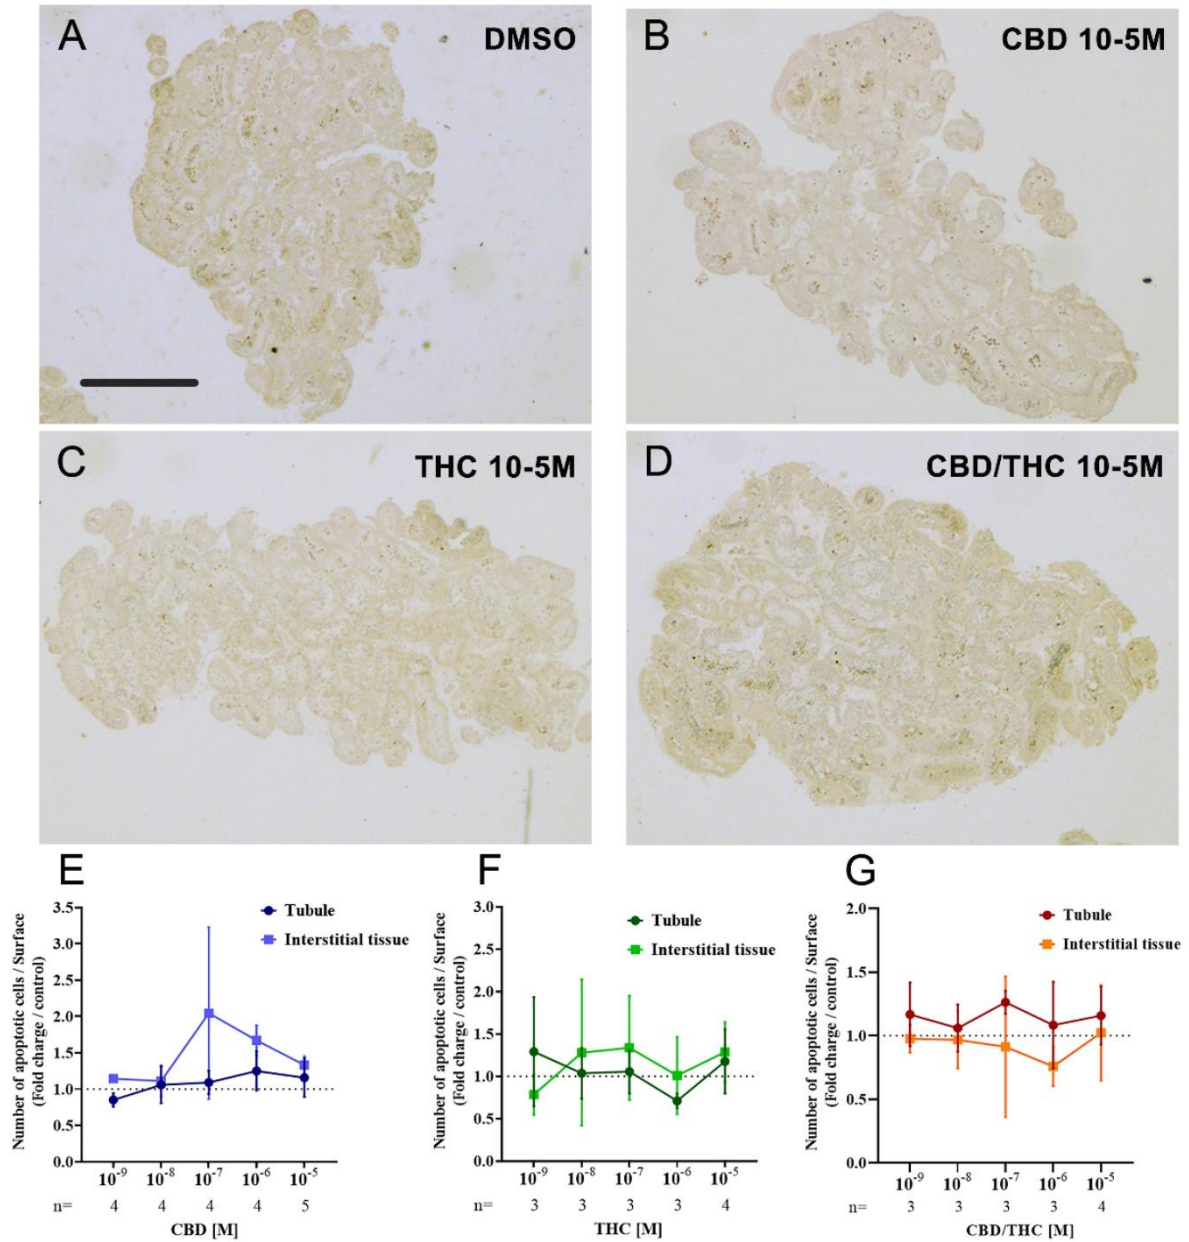 A
DMSO
B
CBD 10-5M
C
THC 10-5M
D
CBD/THC 10-5M
E
Number of apoptotic cells / Surface
(Fold charge / control)
3.5
3.0
2.5
2.0
1.5
1.0
0.5
0.0
Tubule
Interstitial tissue
10-9 10-8 10-7 10-6 10-5
n= 4 4 4 4 5
CBD [M]
F
Number of apoptotic cells / Surface
(Fold charge / control)
3.0
2.5
2.0
1.5
1.0
0.5
0.0
Tubule
Interstitial tissue
10-9 10-8 10-7 10-6 10-5
n= 3 3 3 3 4
THC [M]
G
Number of apoptotic cells / Surface
(Fold charge / control)
2.0
1.5
1.0
0.5
0.0
Tubule
Interstitial tissue
10-9 10-8 10-7 10-6 10-5
n= 3 3 3 3 4
CBD/THC [M]